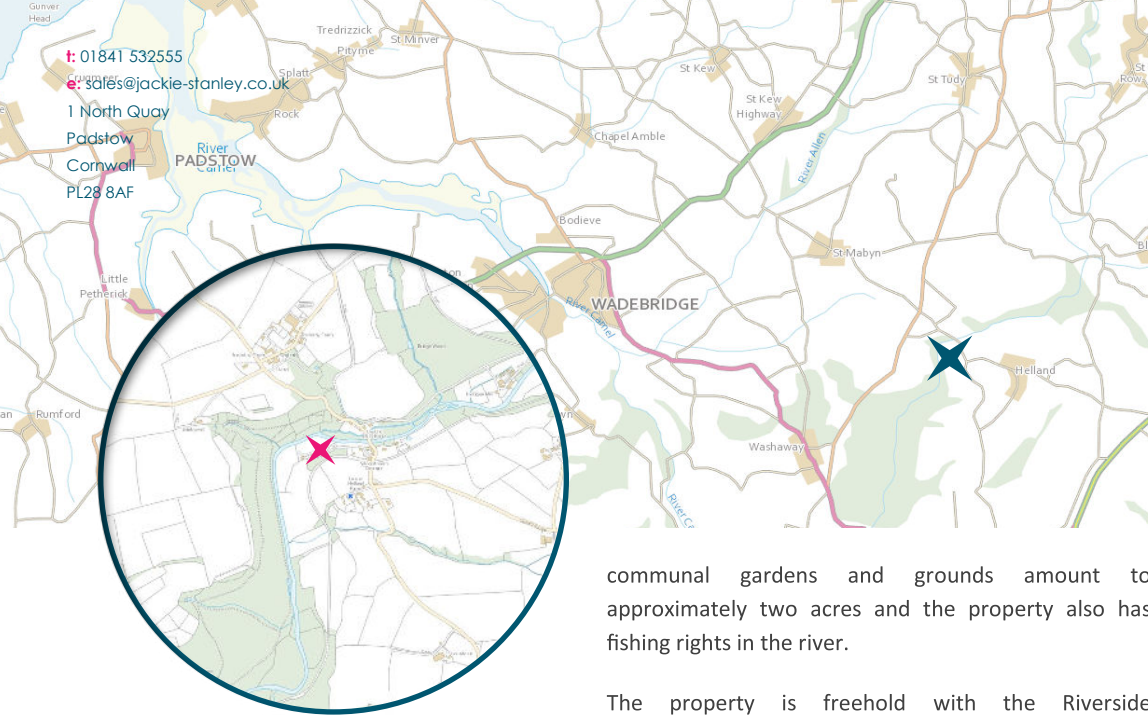 Gunver
Head
Tredrizzick
St Minver
Pityme
t: 01841 532555
Crugmeer
Splatt
e: sales@jackie-stanley.co.uk
1 North Quay
Rock
Padstow
River
Camel
PADSTOW
Cornwall
PL28 8AF
St Kew
St Tudy
St
Row
St Kew
Highway
Chapel Amble
River Allen
Bodieve
St Mabyn
Little
Petherick
WADEBRIDGE
River Camel
Helland
Rumford
Washaway
communal gardens and grounds amount to
approximately two acres and the property also has
fishing rights in the river.
The property is freehold with the Riverside